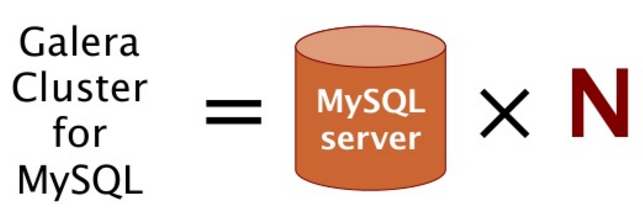 Galera
Cluster
for
MySQL
=
MySQL
server
×
N